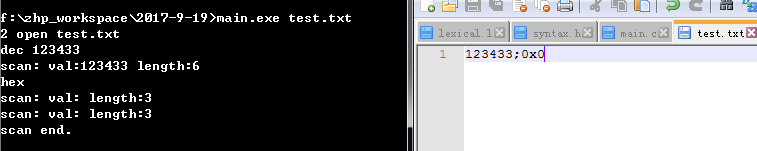 f:\zhp_workspace\2017-9-19>main.exe test.txt
2 open test.txt
dec 123433
scan: val:123433 length:6
hex
scan: val: length:3
scan: val: length:3
scan end.
lexical.l
syntax.h
main.c
test.txt
1
123433;0x0